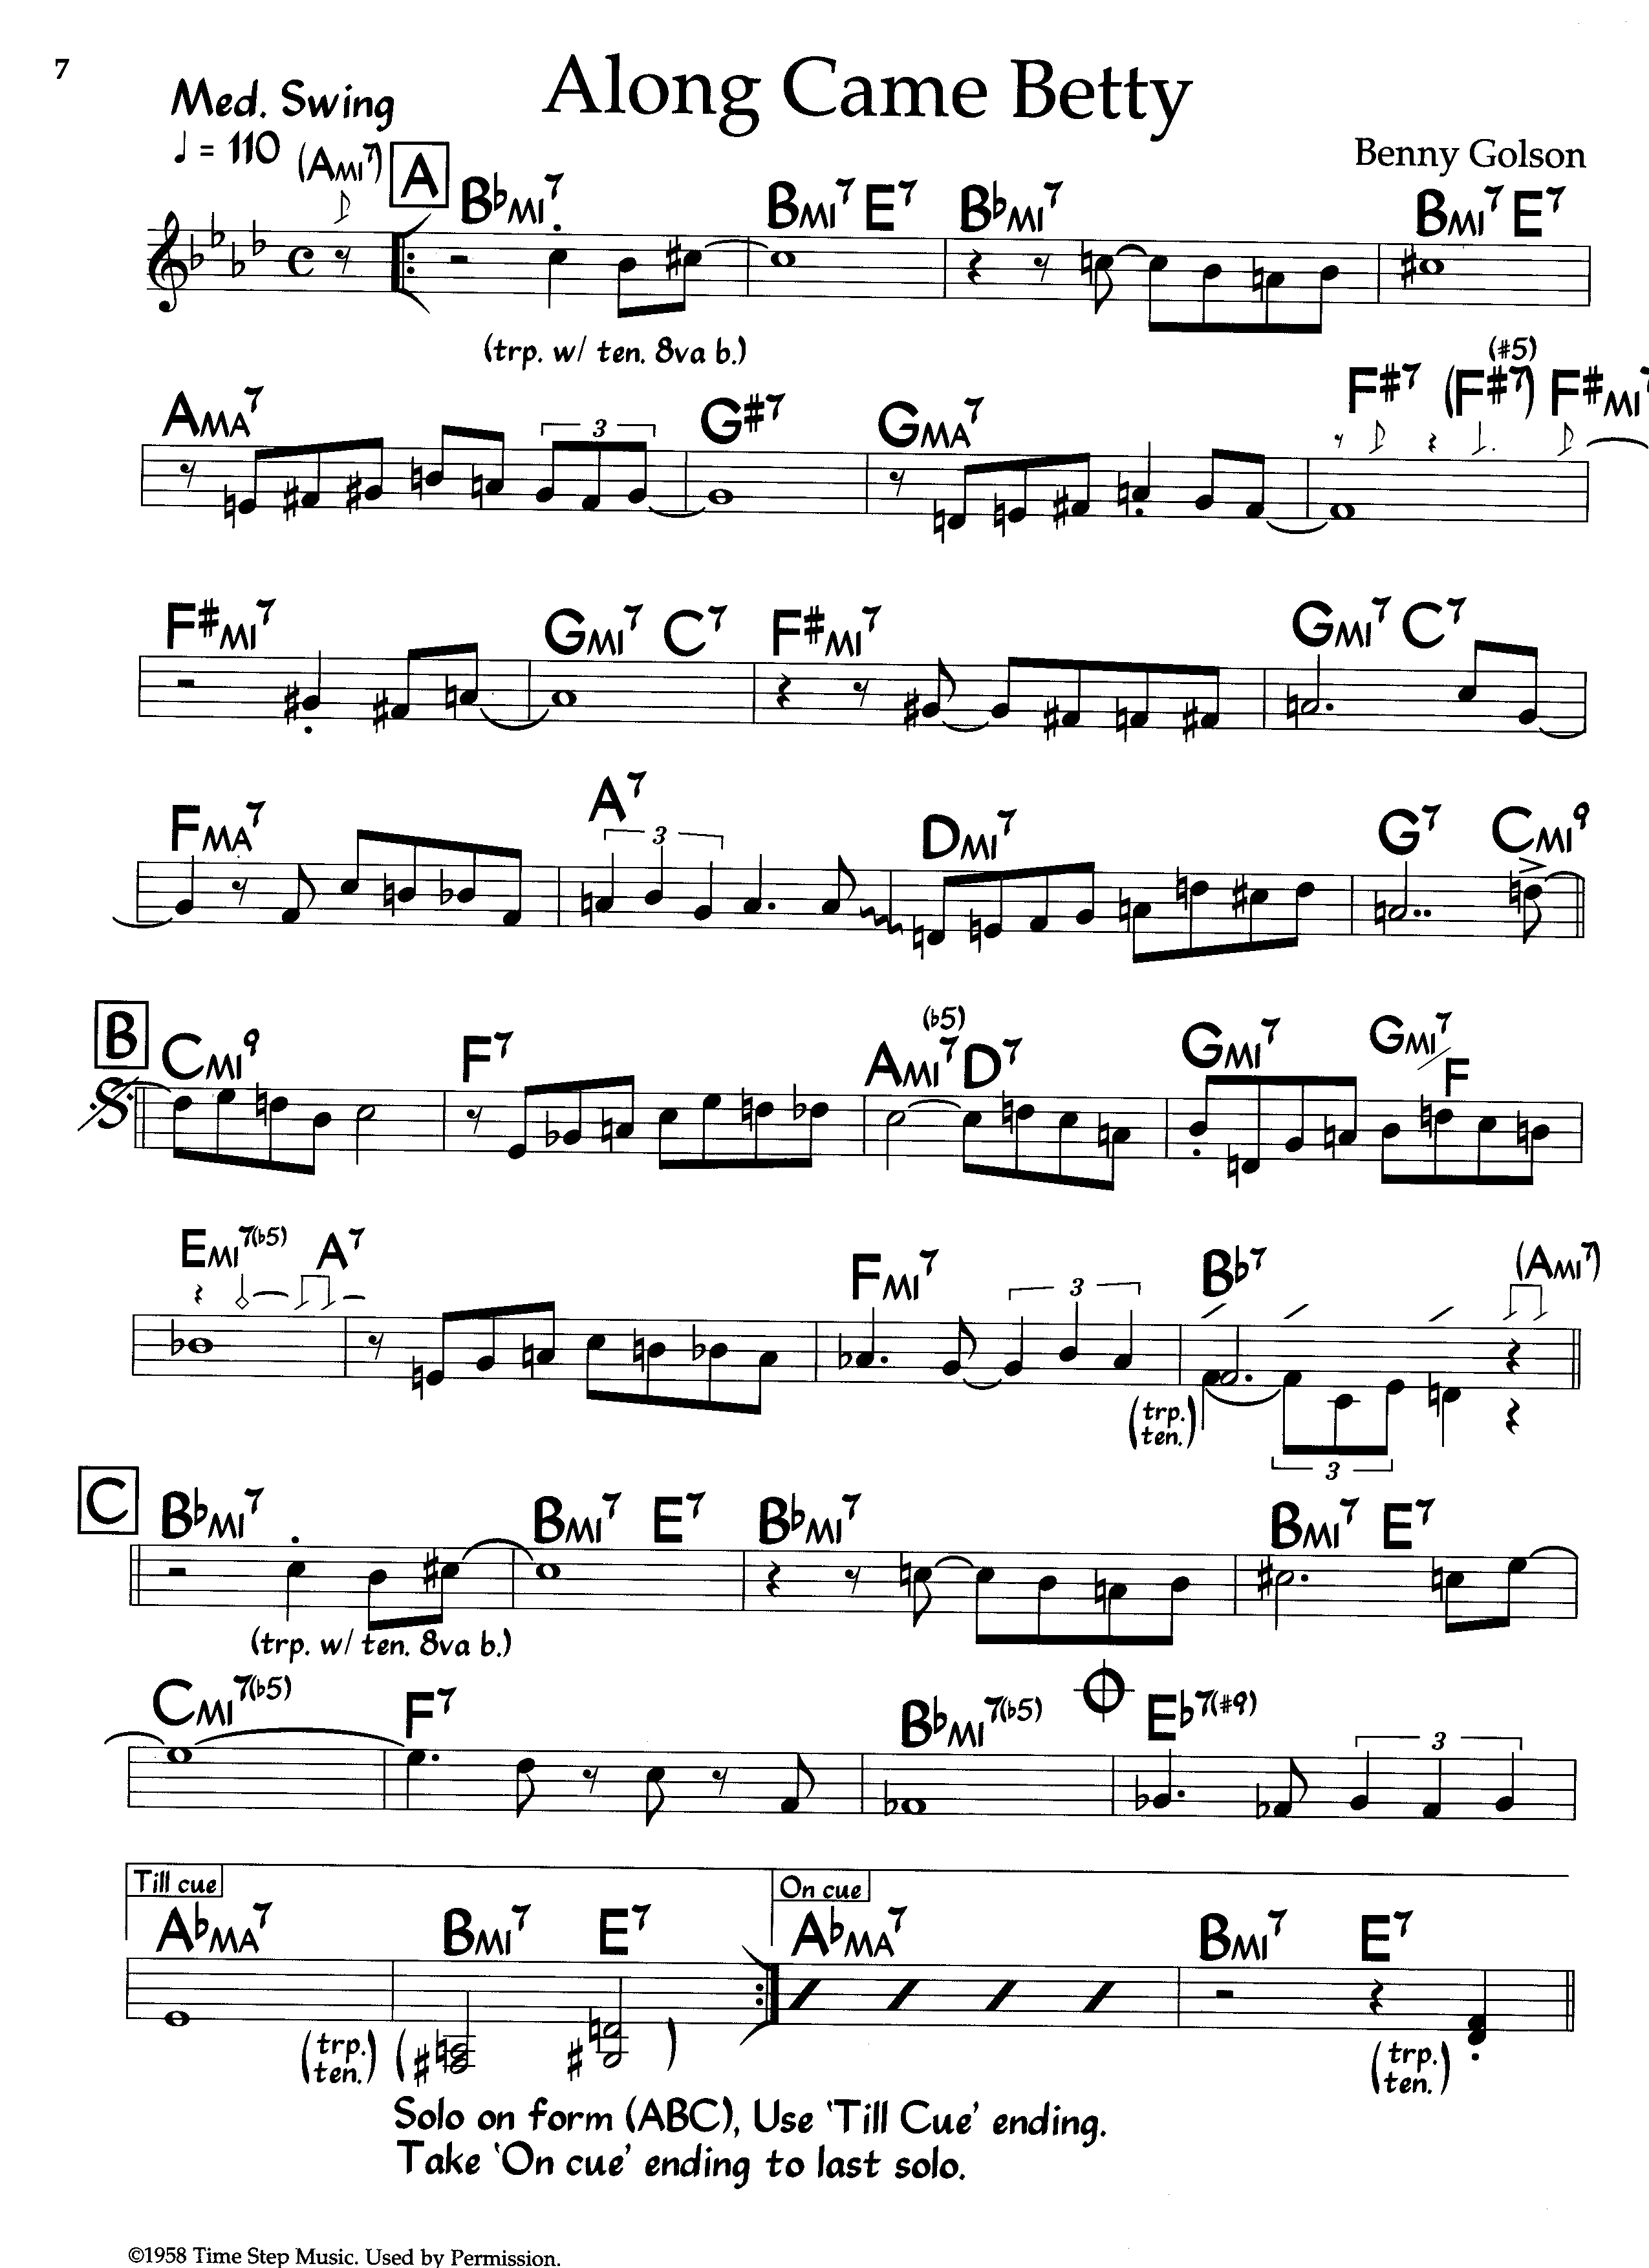 7
Along Came Betty
Med. Swing
♩ = 110
Benny Golson
(AMI7) A B♭MI7 BMI7 E7 B♭MI7 BMI7 E7
(trp. w/ ten. 8va b.)
AMA7 3 G#7 GMA7 F#7 (F#7(#5)) F#MI7
F#MI7 GMI7 C7 F#MI7 GMI7 C7
FMA7 A7 3 DMI7 G7 CMI9
B CMI9 F7 AMI7(♭5) D7 GMI7 GMI7/F
EMI7(♭5) A7 FMI7 3 B♭7 (AMI7)
(trp. ten.) 3
C B♭MI7 BMI7 E7 B♭MI7 BMI7 E7
(trp. w/ ten. 8va b.)
CMI7(♭5) F7 B♭MI7(♭5) E♭7(#9) 3
Till cue On cue
A♭MA7 BMI7 E7 A♭MA7 BMI7 E7
(trp. ten.) (trp. ten.)
Solo on form (ABC), Use 'Till Cue' ending.
Take 'On cue' ending to last solo.
©1958 Time Step Music. Used by Permission.